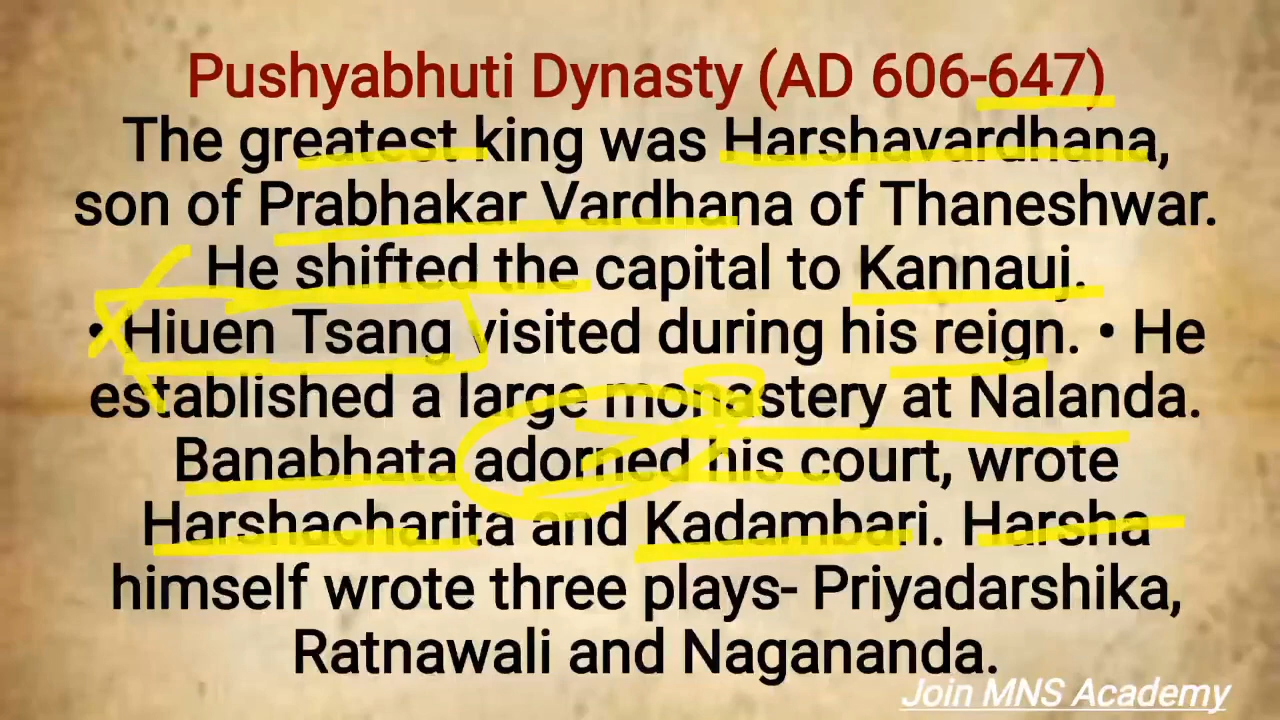 Pushyabhuti Dynasty (AD 606-647)
The greatest king was Harshavardhana,
son of Prabhakar Vardhana of Thaneshwar.
He shifted the capital to Kannauj.
• Hiuen Tsang visited during his reign. • He
established a large monastery at Nalanda.
Banabhata adorned his court, wrote
Harshacharita and Kadambari. Harsha
himself wrote three plays- Priyadarshika,
Ratnawali and Nagananda.
Join MNS Academy